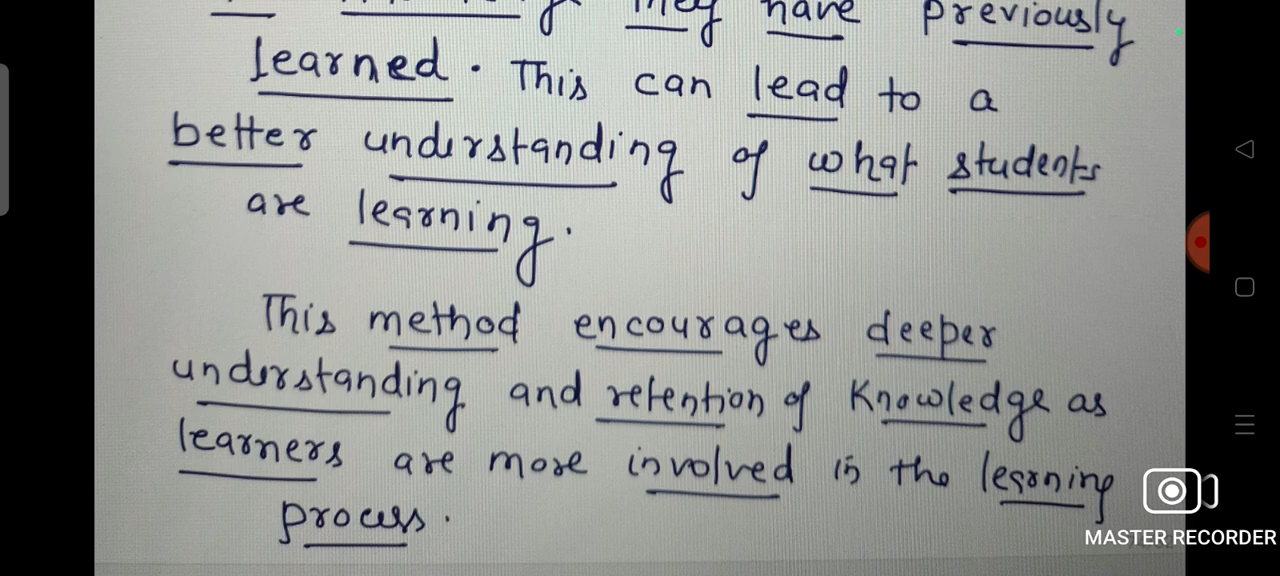 they have previously
learned. This can lead to a
better understanding of what students
are learning.
This method encourages deeper
understanding and retention of knowledge as
learners are more involved in the learning
process.
MASTER RECORDER